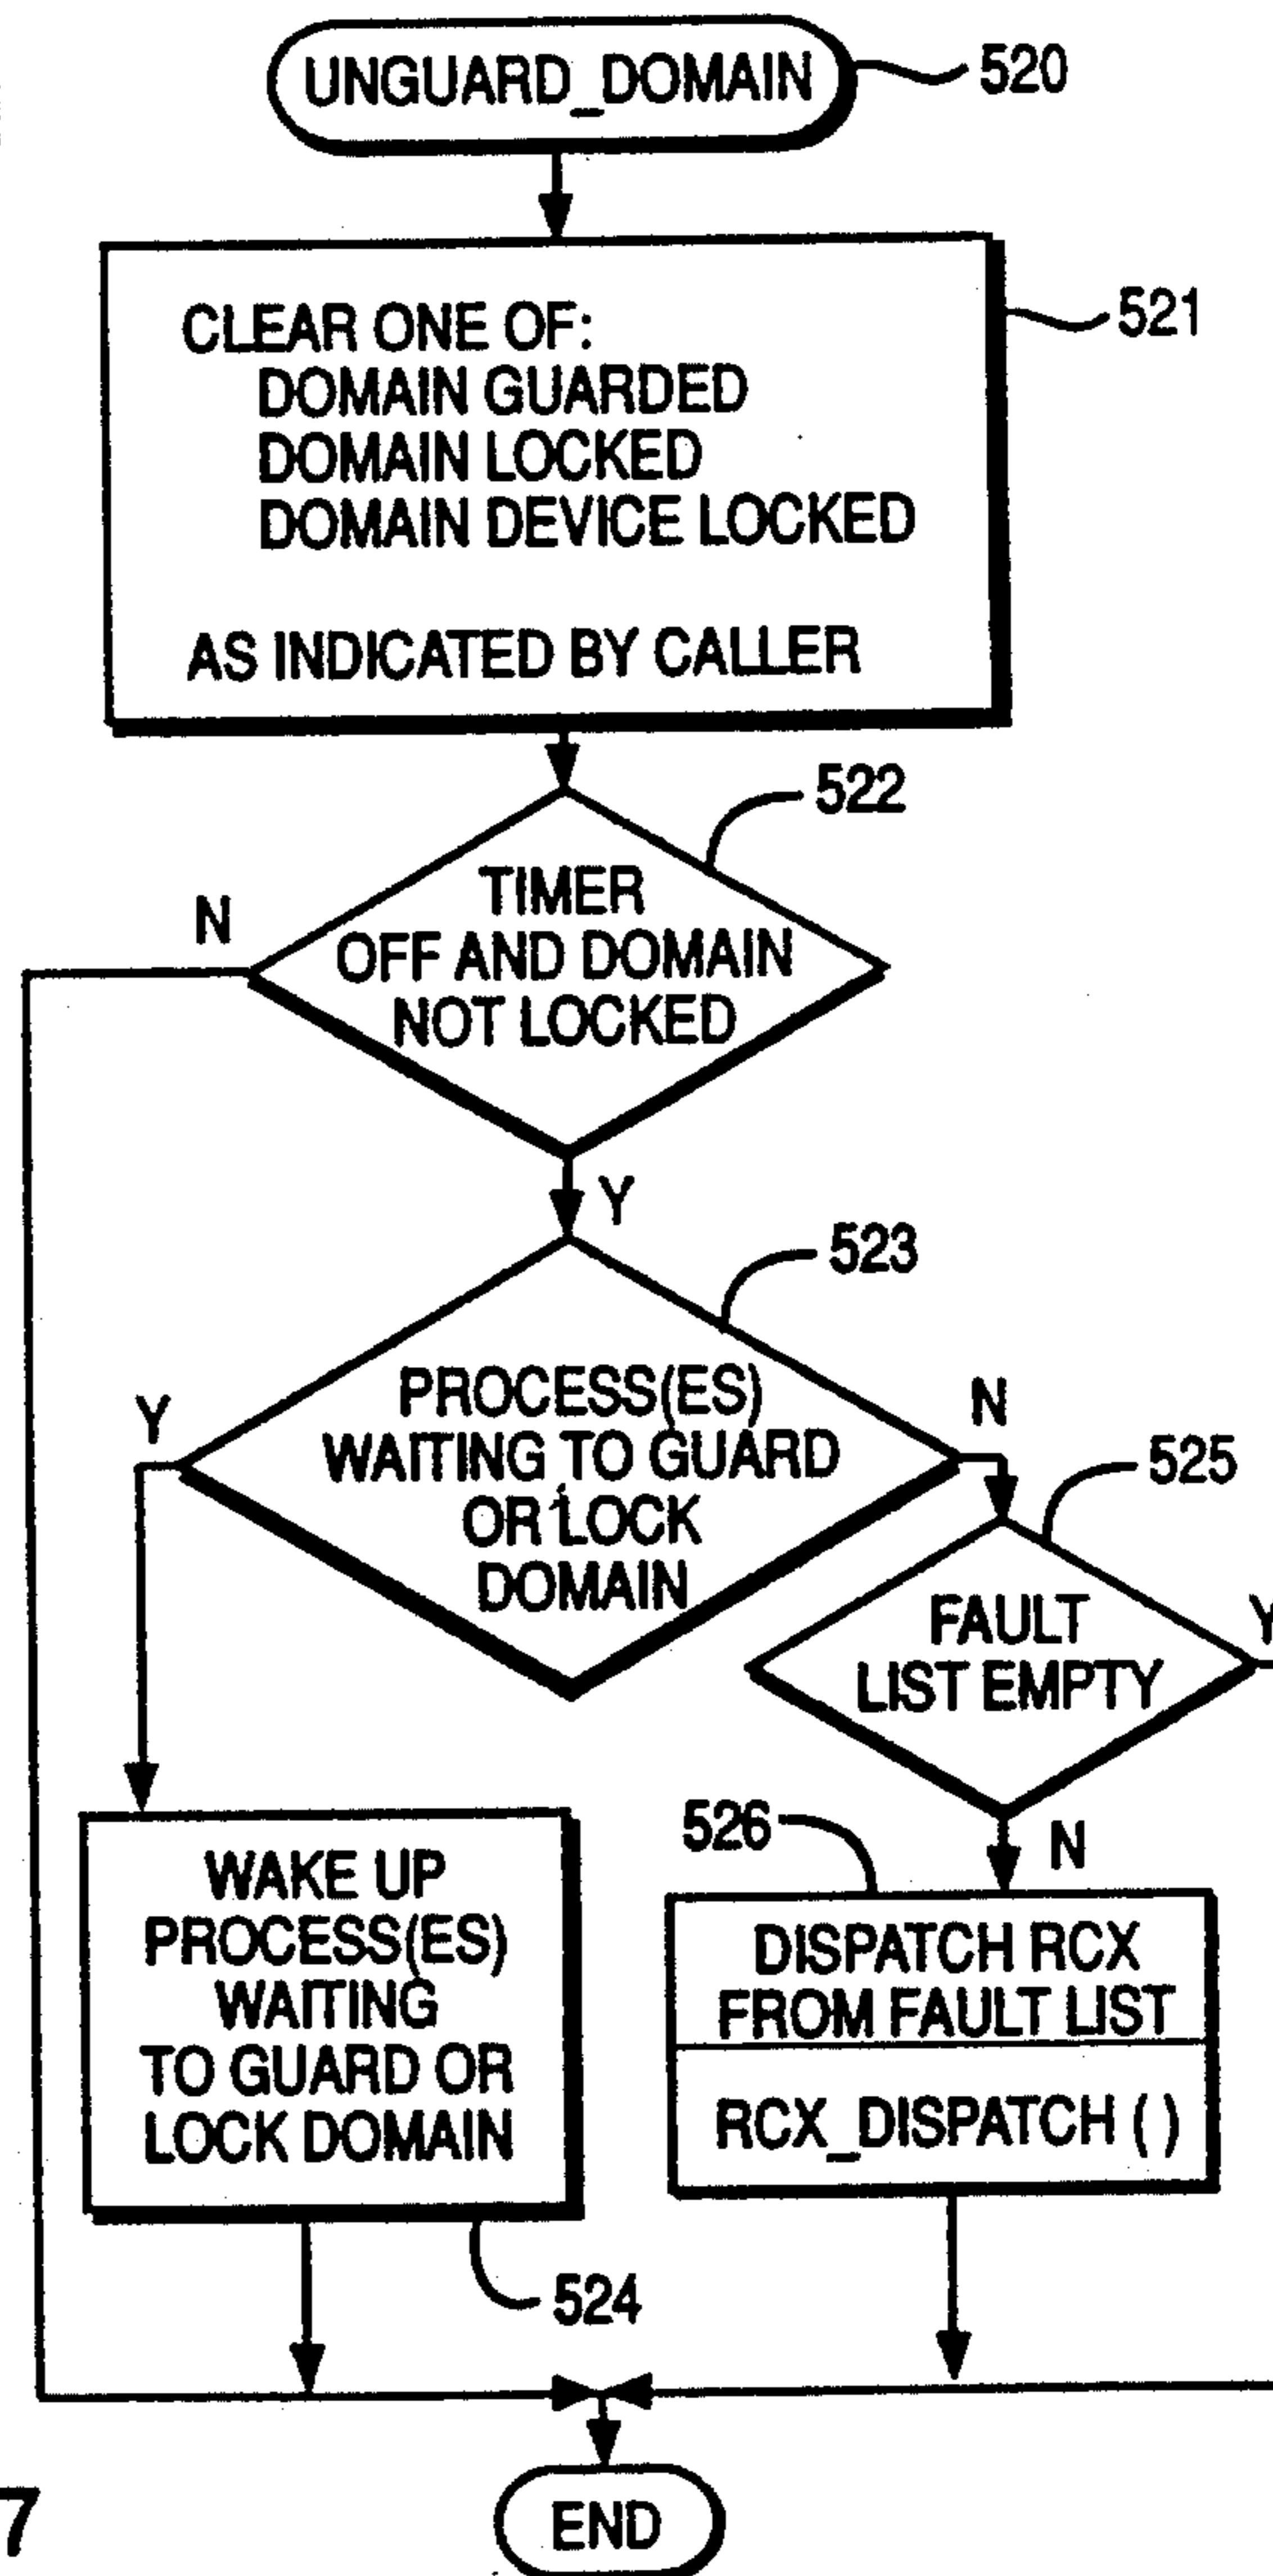 UNGUARD_DOMAIN
520
CLEAR ONE OF:
DOMAIN GUARDED
DOMAIN LOCKED
DOMAIN DEVICE LOCKED
AS INDICATED BY CALLER
521
522
TIMER
OFF AND DOMAIN
NOT LOCKED
N
Y
523
PROCESS(ES)
WAITING TO GUARD
OR LOCK
DOMAIN
Y
N
525
FAULT
LIST EMPTY
Y
N
526
WAKE UP
PROCESS(ES)
WAITING
TO GUARD OR
LOCK DOMAIN
524
DISPATCH RCX
FROM FAULT LIST
RCX_DISPATCH ( )
END
7